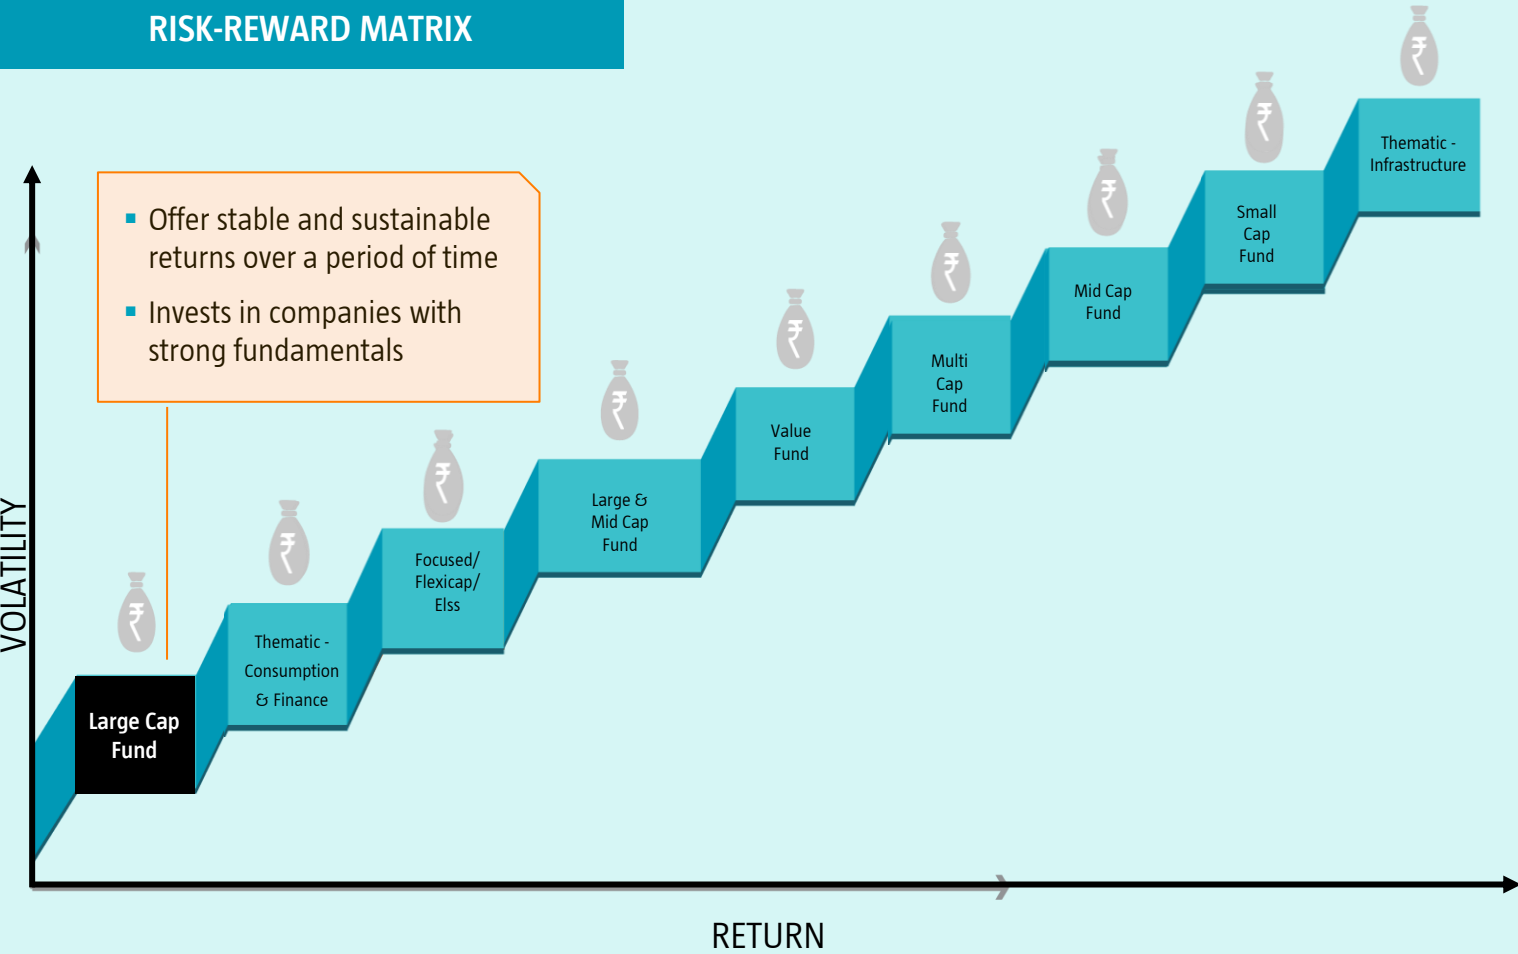 RISK-REWARD MATRIX
▪ Offer stable and sustainable
returns over a period of time
▪ Invests in companies with
strong fundamentals
VOLATILITY
₹
Large Cap
Fund
₹
Thematic -
Consumption
& Finance
₹
Focused/
Flexicap/
Elss
₹
Large &
Mid Cap
Fund
₹
Value
Fund
₹
Multi
Cap
Fund
₹
Mid Cap
Fund
₹
Small
Cap
Fund
₹
Thematic -
Infrastructure
RETURN